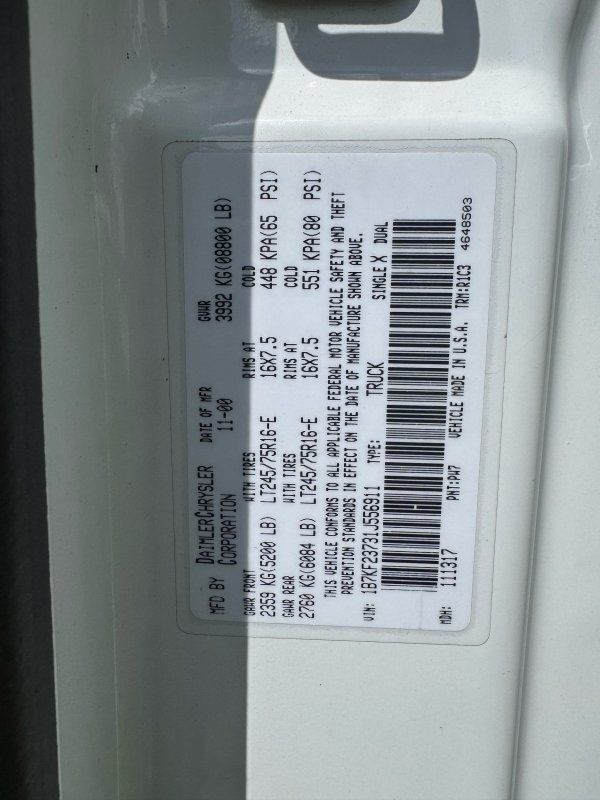 MFD BY DAIMLERCHRYSLER CORPORATION
DATE OF MFR 11-00
GVWR 3992 KG(08800 LB)
GAWR FRONT WITH TIRES RIMS AT COLD
2359 KG(5200 LB) LT245/75R16-E 16X7.5 448 KPA(65 PSI)
GAWR REAR WITH TIRES RIMS AT COLD
2760 KG(6084 LB) LT245/75R16-E 16X7.5 551 KPA(80 PSI)
THIS VEHICLE CONFORMS TO ALL APPLICABLE FEDERAL MOTOR VEHICLE SAFETY AND THEFT
PREVENTION STANDARDS IN EFFECT ON THE DATE OF MANUFACTURE SHOWN ABOVE.
VIN: 1B7KF23731J556911 TYPE: TRUCK SINGLE X DUAL
MDH: 111317 PNT:PW7 VEHICLE MADE IN U.S.A. TRM:R1C3 4648503